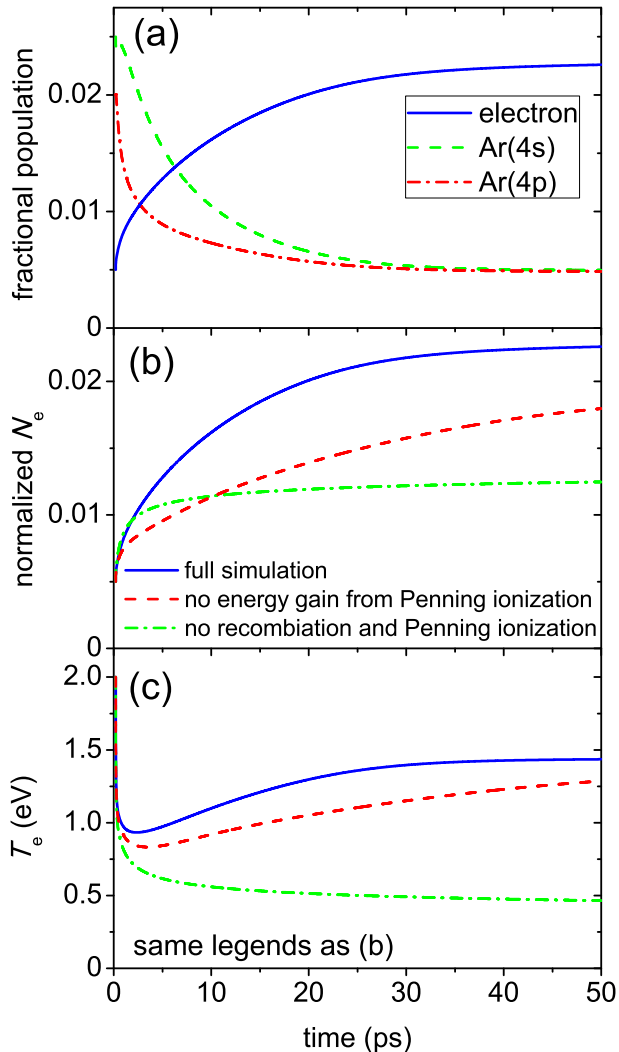 (a)
0.02
0.01
0
fractional population
electron
Ar(4s)
Ar(4p)
(b)
0.02
0.01
0
normalized Ne
full simulation
no energy gain from Penning ionization
no recombiation and Penning ionization
(c)
2.0
1.5
1.0
0.5
0
Te (eV)
same legends as (b)
0 10 20 30 40 50
time (ps)